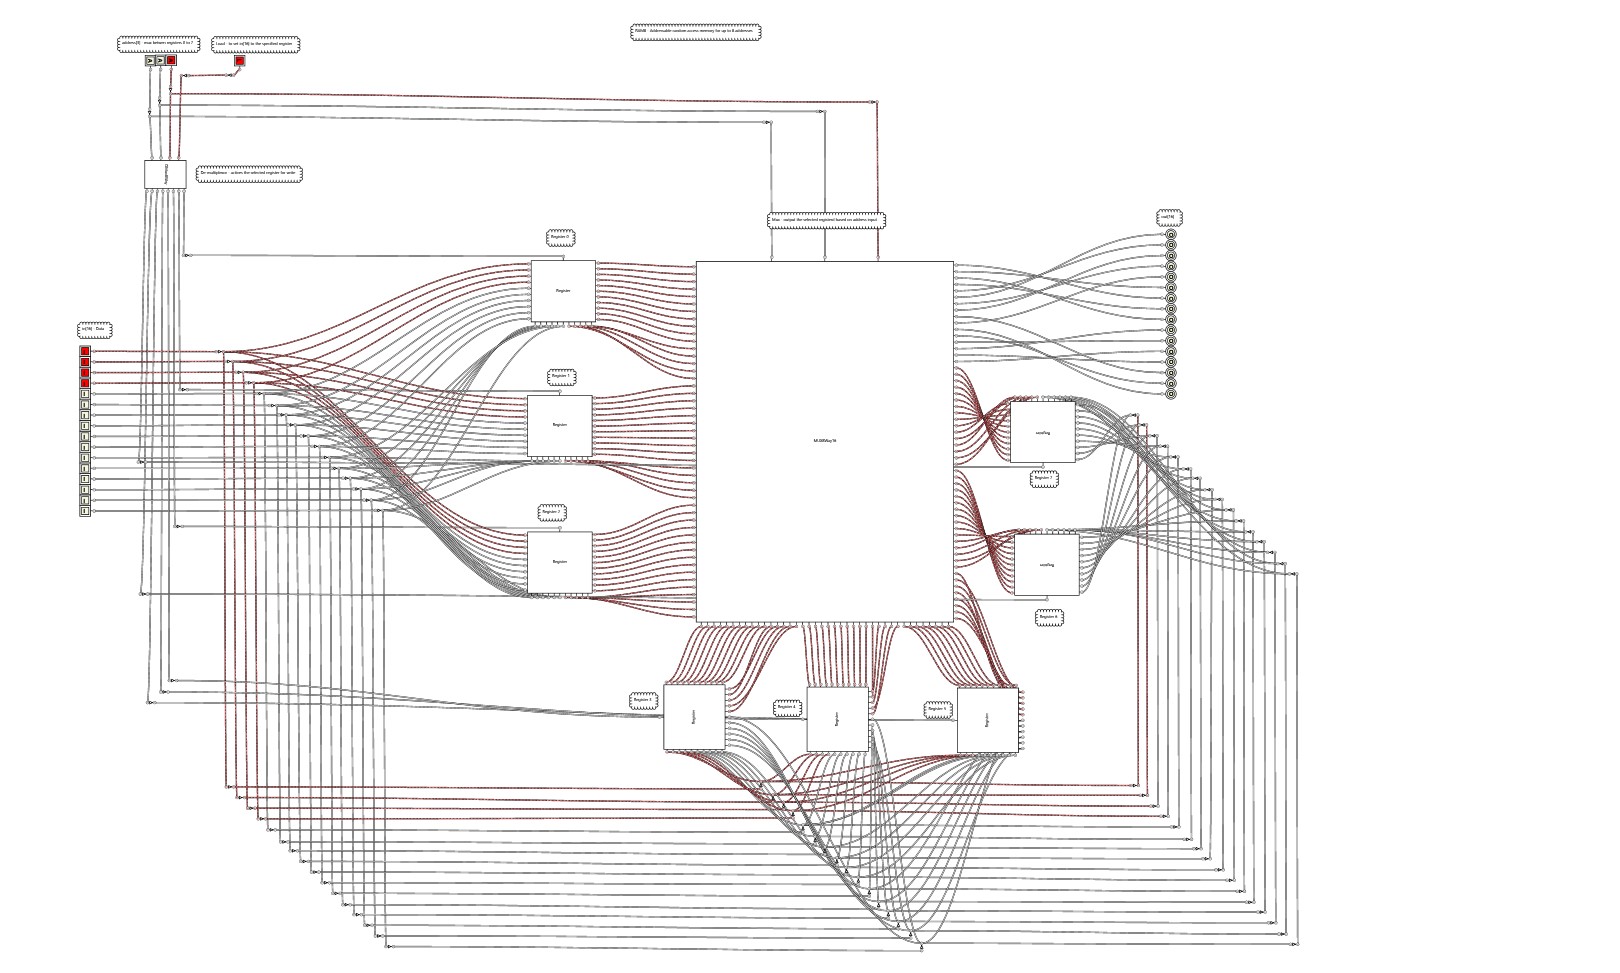 RAM8 : Addressable random access memory for up to 8 addresses
address[3] : map between registers 0 to 7
Load : to set in[16] to the specified register
De-multiplexer : actives the selected register for write
Mux : output the selected registerd based on address input
out[16]
Register 0
Register
in[16] : Data
Register 1
Register
MUX8Way16
Register 7
Register 2
Register
Register 6
Register 3
Register
Register 4
Register
Register 5
Register